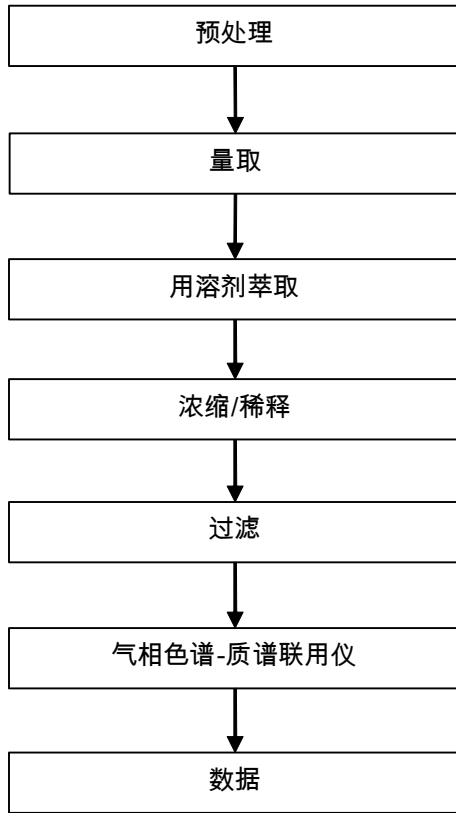 预处理
量取
用溶剂萃取
浓缩/稀释
过滤
气相色谱-质谱联用仪
数据